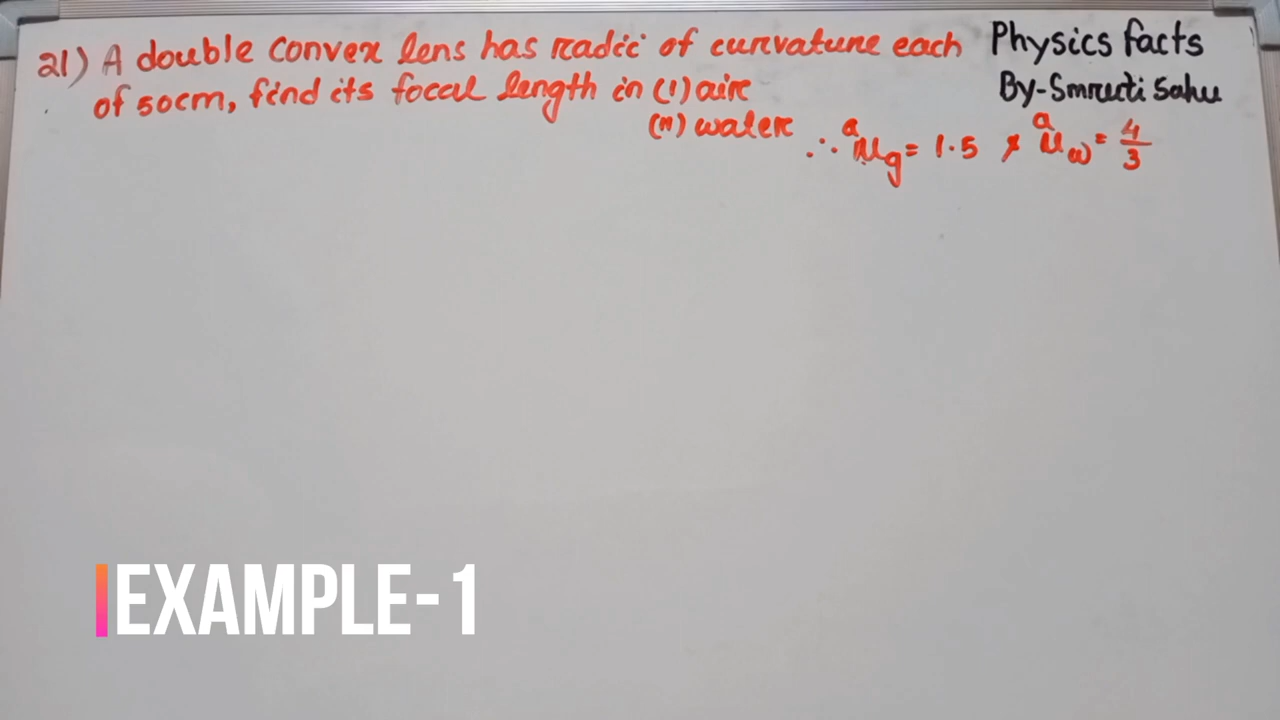 21) A double convex lens has radii of curvature each
of 50cm, find its focal length in (i) air
(ii) water ∴ ᵃμg = 1.5, ᵃμω = 4/3
Physics facts
By-Smruti Sahu
EXAMPLE-1